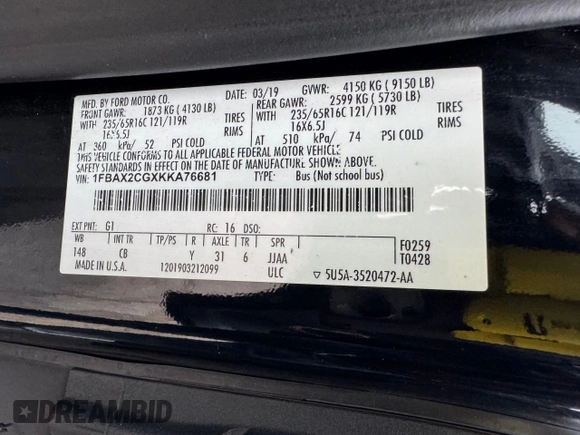 MFD. BY FORD MOTOR CO.
03/19 GVWR: 4150 KG ( 9150 LB)
FRONT GAWR: 1873 KG ( 4130 LB)
REAR GAWR: 2599 KG ( 5730 LB)
WITH 235/65R16C 121/119R TIRES
WITH 235/65R16C 121/119R TIRES
16X6.5J RIMS
16X6.5J RIMS
AT 360 kPa/ 52 PSI COLD
AT 510 kPa/ 74 PSI COLD
THIS VEHICLE CONFORMS TO ALL APPLICABLE FEDERAL MOTOR VEHICLE
SAFETY STANDARDS IN EFFECT ON THE DATE OF MANUFACTURE SHOWN ABOVE.
VIN: 1FBAX2CGXKKA76681 TYPE: Bus (Not school bus)
EXT PNT: G1 RC: 16 DSO:
WB INT TR TP/PS R AXLE TR SPR F0259
148 CB Y 31 6 JJAA T0428
MADE IN U.S.A. 1201903212099 ULC ▽ 5U5A-3520472-AA
DREAMBID